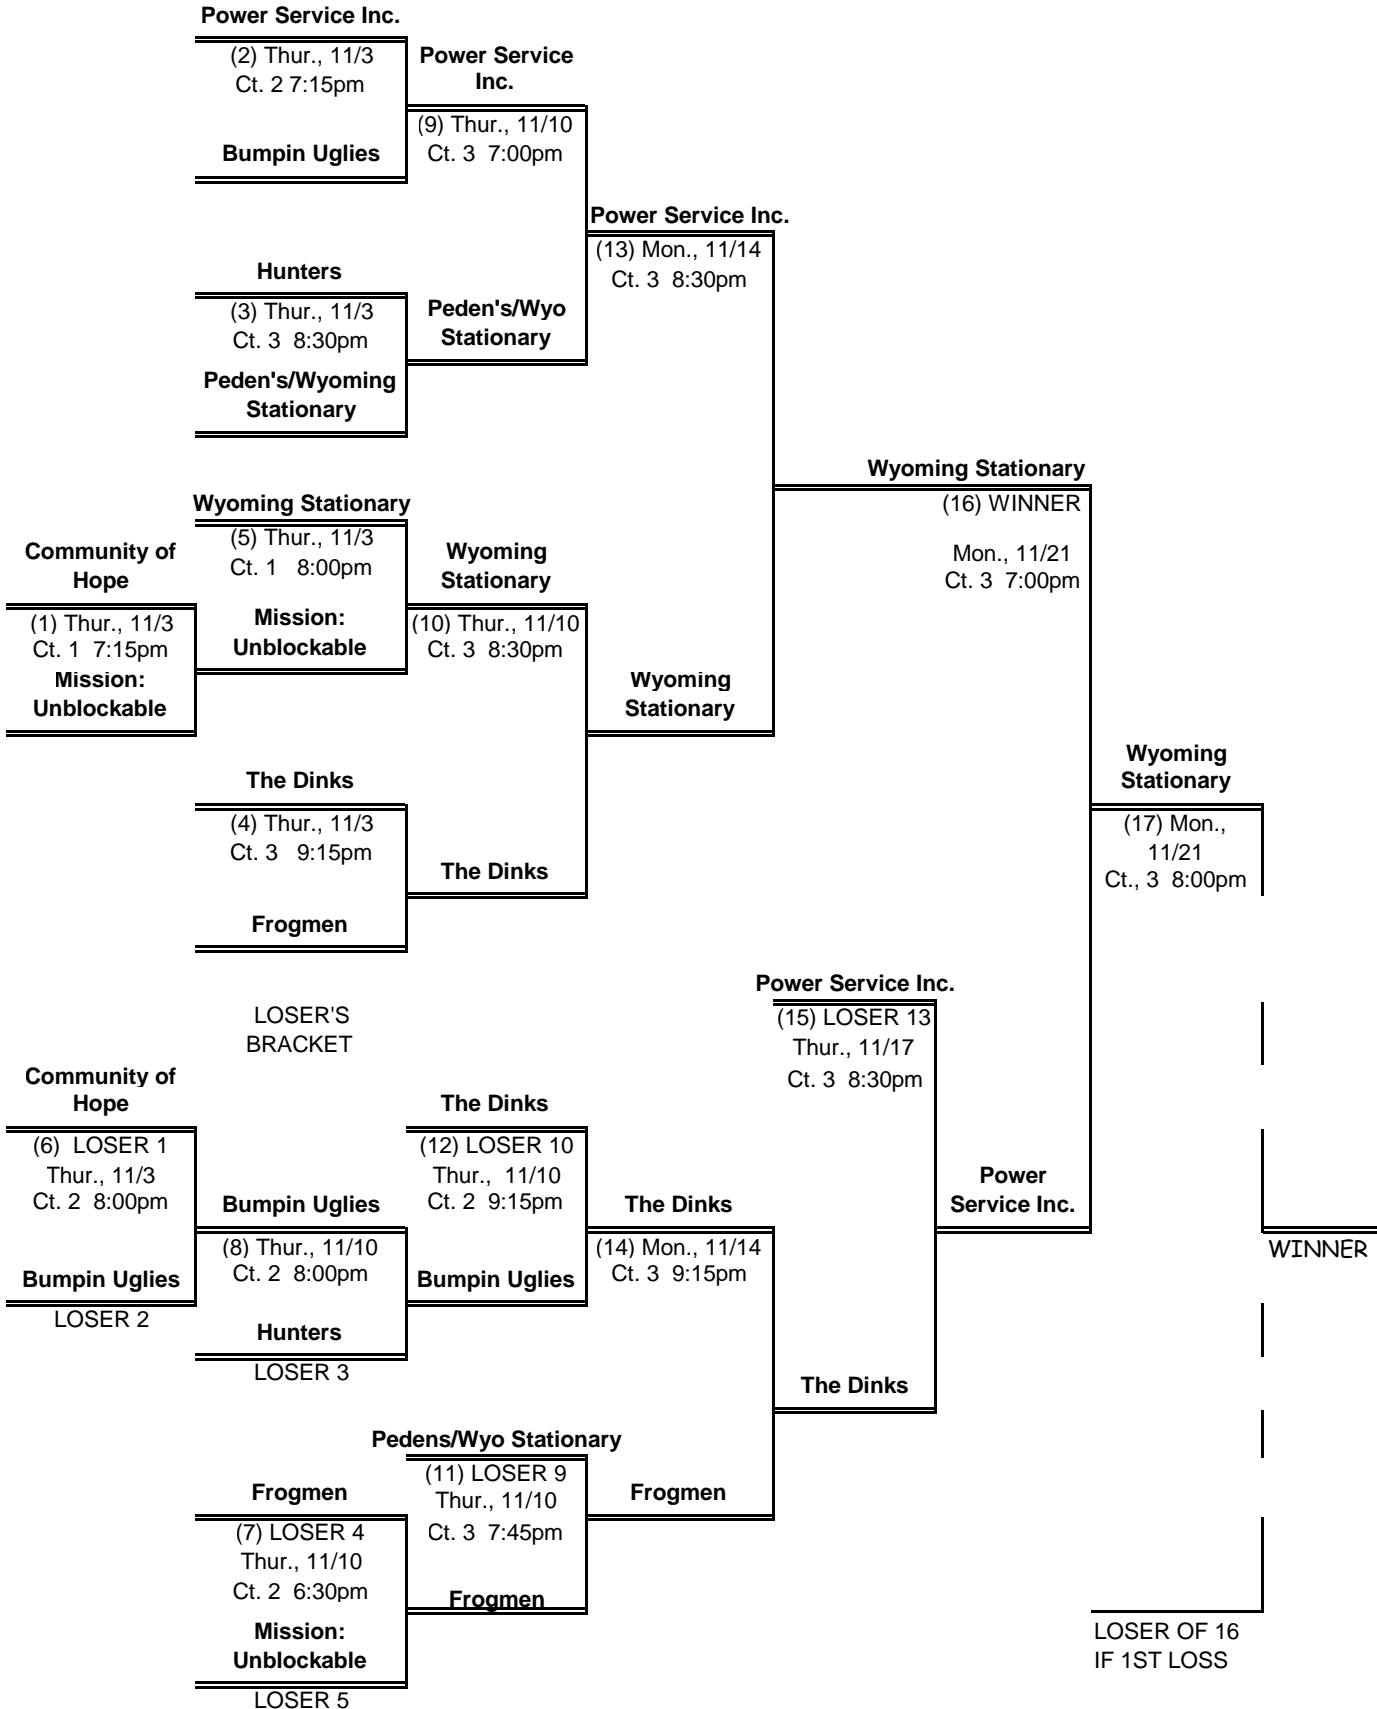 Power Service Inc.
(2) Thur., 11/3
Ct. 2 7:15pm
Bumpin Uglies
Power Service
Inc.
(9) Thur., 11/10
Ct. 3  7:00pm
Hunters
(3) Thur., 11/3
Ct. 3  8:30pm
Peden's/Wyoming
Stationary
Peden's/Wyo
Stationary
Power Service Inc.
(13) Mon., 11/14
Ct. 3  8:30pm
Community of
Hope
(1) Thur., 11/3
Ct. 1  7:15pm
Mission:
Unblockable
Wyoming Stationary
(5) Thur., 11/3
Ct. 1   8:00pm
Mission:
Unblockable
Wyoming
Stationary
(10) Thur., 11/10
Ct. 3  8:30pm
The Dinks
(4) Thur., 11/3
Ct. 3   9:15pm
Frogmen
The Dinks
Wyoming
Stationary
Wyoming Stationary
(16) WINNER
Mon., 11/21
Ct. 3  7:00pm
Wyoming
Stationary
(17) Mon.,
11/21
Ct., 3  8:00pm
LOSER'S
BRACKET
Community of
Hope
(6)  LOSER 1
Thur., 11/3
Ct. 2  8:00pm
Bumpin Uglies
LOSER 2
Bumpin Uglies
(8) Thur., 11/10
Ct. 2  8:00pm
Hunters
LOSER 3
The Dinks
(12) LOSER 10
Thur.,  11/10
Ct. 2  9:15pm
Bumpin Uglies
The Dinks
(14) Mon., 11/14
Ct. 3  9:15pm
Frogmen
(7) LOSER 4
Thur., 11/10
Ct. 2  6:30pm
Mission:
Unblockable
LOSER 5
Pedens/Wyo Stationary
(11) LOSER 9
Thur., 11/10
Ct. 3  7:45pm
Frogmen
Frogmen
Power Service Inc.
(15) LOSER 13
Thur., 11/17
Ct. 3  8:30pm
The Dinks
Power
Service Inc.
WINNER
LOSER OF 16
IF 1ST LOSS